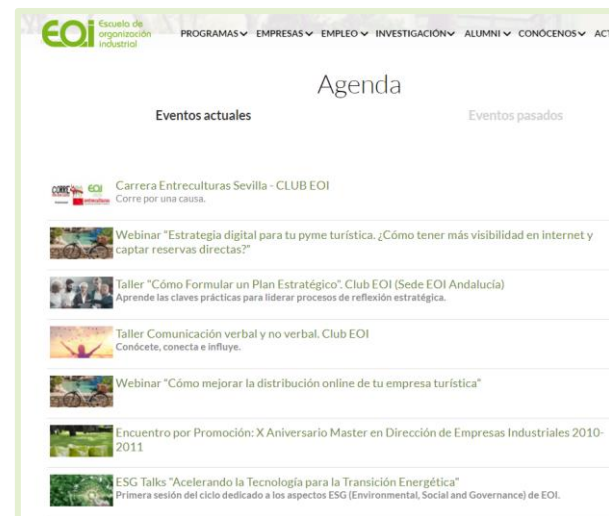 EOi Escuela de
organización
industrial
PROGRAMAS EMPRESAS EMPLEO INVESTIGACIÓN ALUMNI CONÓCENOS ACT
Agenda
Eventos actuales Eventos pasados
CORRE EOI
Carrera Entreculturas Sevilla - CLUB EOI
Corre por una causa.
Webinar "Estrategia digital para tu pyme turística. ¿Cómo tener más visibilidad en internet y
captar reservas directas?"
Taller "Cómo Formular un Plan Estratégico". Club EOI (Sede EOI Andalucía)
Aprende las claves prácticas para liderar procesos de reflexión estratégica.
Taller Comunicación verbal y no verbal. Club EOI
Conócete, conecta e influye.
Webinar "Cómo mejorar la distribución online de tu empresa turística"
Encuentro por Promoción: X Aniversario Master en Dirección de Empresas Industriales 2010-
2011
ESG Talks "Acelerando la Tecnología para la Transición Energética"
Primera sesión del ciclo dedicado a los aspectos ESG (Environmental, Social and Governance) de EOI.